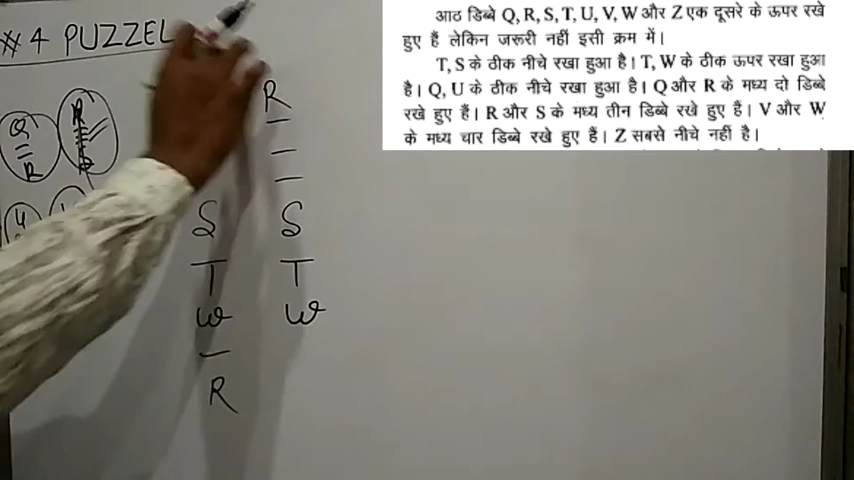 आठ डिब्बे Q, R, S, T, U, V, W और Z एक दूसरे के ऊपर रखे
हुए हैं लेकिन जरूरी नहीं इसी क्रम में।
T, S के ठीक नीचे रखा हुआ है। T, W के ठीक ऊपर रखा हुआ
है। Q, U के ठीक नीचे रखा हुआ है। Q और R के मध्य दो डिब्बे
रखे हुए हैं। R और S के मध्य तीन डिब्बे रखे हुए हैं। V और W
के मध्य चार डिब्बे रखे हुए हैं। Z सबसे नीचे नहीं है।
# 4 PUZZEL
Q
R
R
S
T
W
R
R
S
T
W